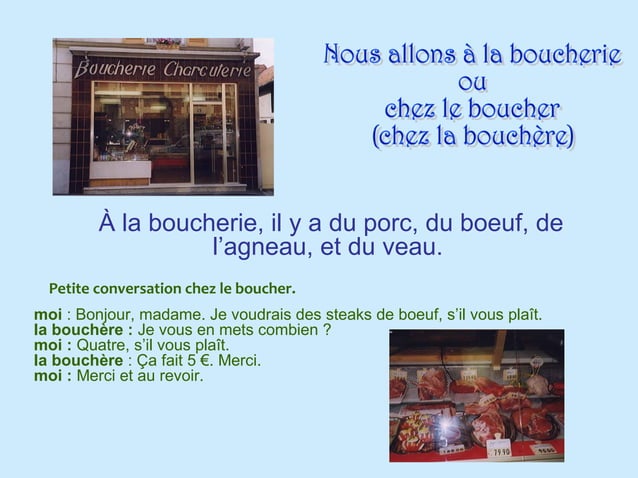 Boucherie Charcuterie
Nous allons à la boucherie
ou
chez le boucher
(chez la bouchère)
À la boucherie, il y a du porc, du boeuf, de
l’agneau, et du veau.
Petite conversation chez le boucher.
moi : Bonjour, madame. Je voudrais des steaks de boeuf, s’il vous plaît.
la bouchère : Je vous en mets combien ?
moi : Quatre, s’il vous plaît.
la bouchère : Ça fait 5 €. Merci.
moi : Merci et au revoir.
79.90